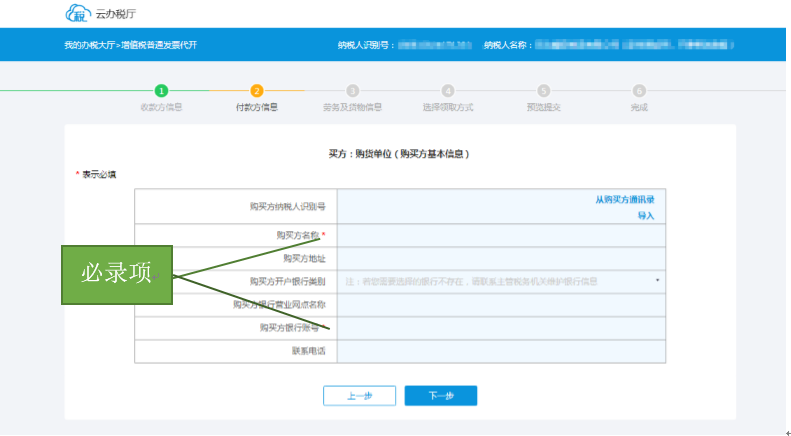 云办税厅
我的办税大厅>增值税普通发票代开 纳税人识别号： 纳税人名称：
1 2 3 4 5 6
收款方信息 付款方信息 劳务及货物信息 选择领取方式 预览提交 完成
买方：购货单位（购买方基本信息）
* 表示必填
购买方纳税人识别号
从购买方通讯录
导入
购买方名称 *
购买方地址
必录项
购买方开户银行类别 注：若您需要选择的银行不存在，请联系主管税务机关维护银行信息
购买方银行营业网点名称
购买方银行账号 *
联系电话
上一步 下一步